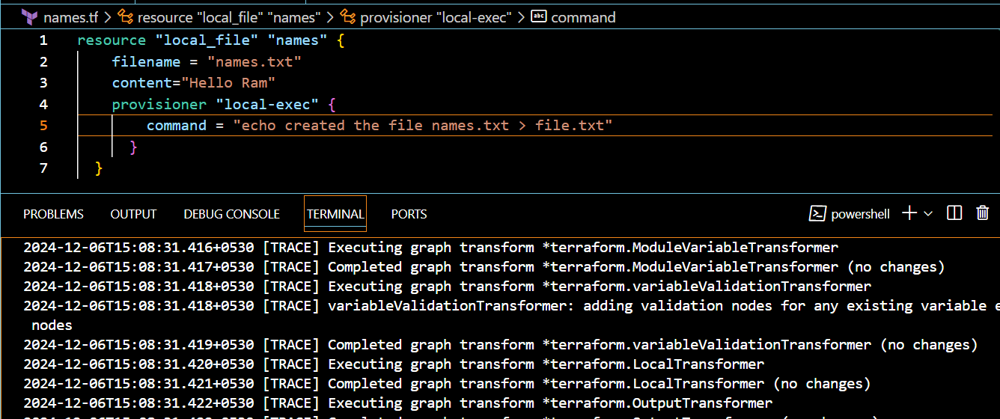 names.tf > resource "local_file" "names" > provisioner "local-exec" > abc command
1 resource "local_file" "names" {
2 filename = "names.txt"
3 content="Hello Ram"
4 provisioner "local-exec" {
5 command = "echo created the file names.txt > file.txt"
6 }
7 }
PROBLEMS OUTPUT DEBUG CONSOLE TERMINAL PORTS powershell
2024-12-06T15:08:31.416+0530 [TRACE] Executing graph transform *terraform.ModuleVariableTransformer
2024-12-06T15:08:31.417+0530 [TRACE] Completed graph transform *terraform.ModuleVariableTransformer (no changes)
2024-12-06T15:08:31.418+0530 [TRACE] Executing graph transform *terraform.variableValidationTransformer
2024-12-06T15:08:31.418+0530 [TRACE] variableValidationTransformer: adding validation nodes for any existing variable e
nodes
2024-12-06T15:08:31.419+0530 [TRACE] Completed graph transform *terraform.variableValidationTransformer (no changes)
2024-12-06T15:08:31.420+0530 [TRACE] Executing graph transform *terraform.LocalTransformer
2024-12-06T15:08:31.421+0530 [TRACE] Completed graph transform *terraform.LocalTransformer (no changes)
2024-12-06T15:08:31.422+0530 [TRACE] Executing graph transform *terraform.OutputTransformer